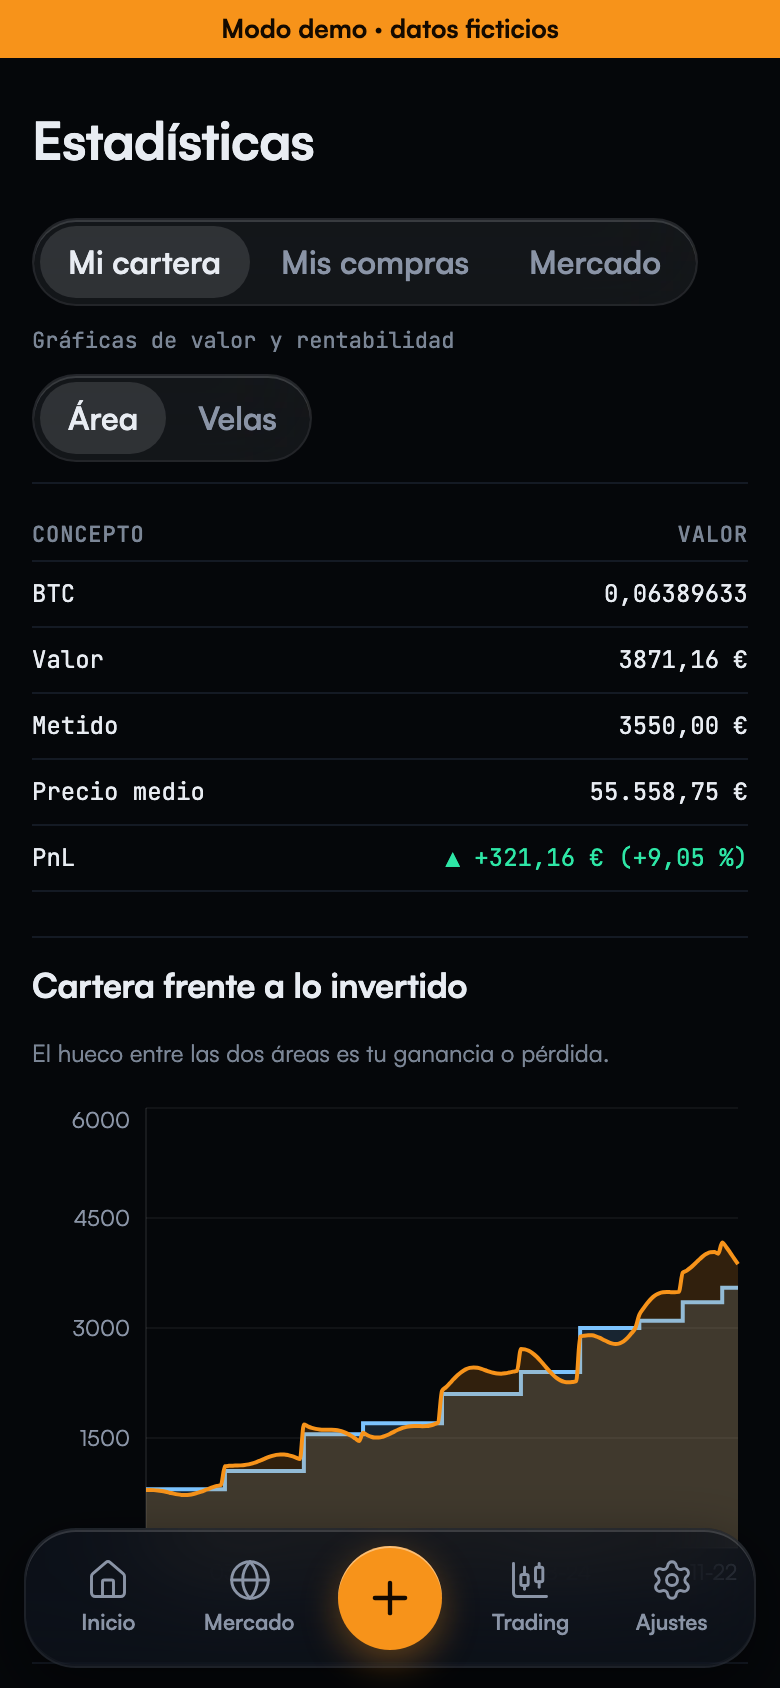 Modo demo · datos ficticios
Estadísticas
Mi cartera Mis compras Mercado
Gráficas de valor y rentabilidad
Área Velas
CONCEPTO VALOR
BTC 0,06389633
Valor 3871,16 €
Metido 3550,00 €
Precio medio 55.558,75 €
PnL ▲ +321,16 € (+9,05 %)
Cartera frente a lo invertido
El hueco entre las dos áreas es tu ganancia o pérdida.
6000
4500
3000
1500
Inicio Mercado + Trading Ajustes